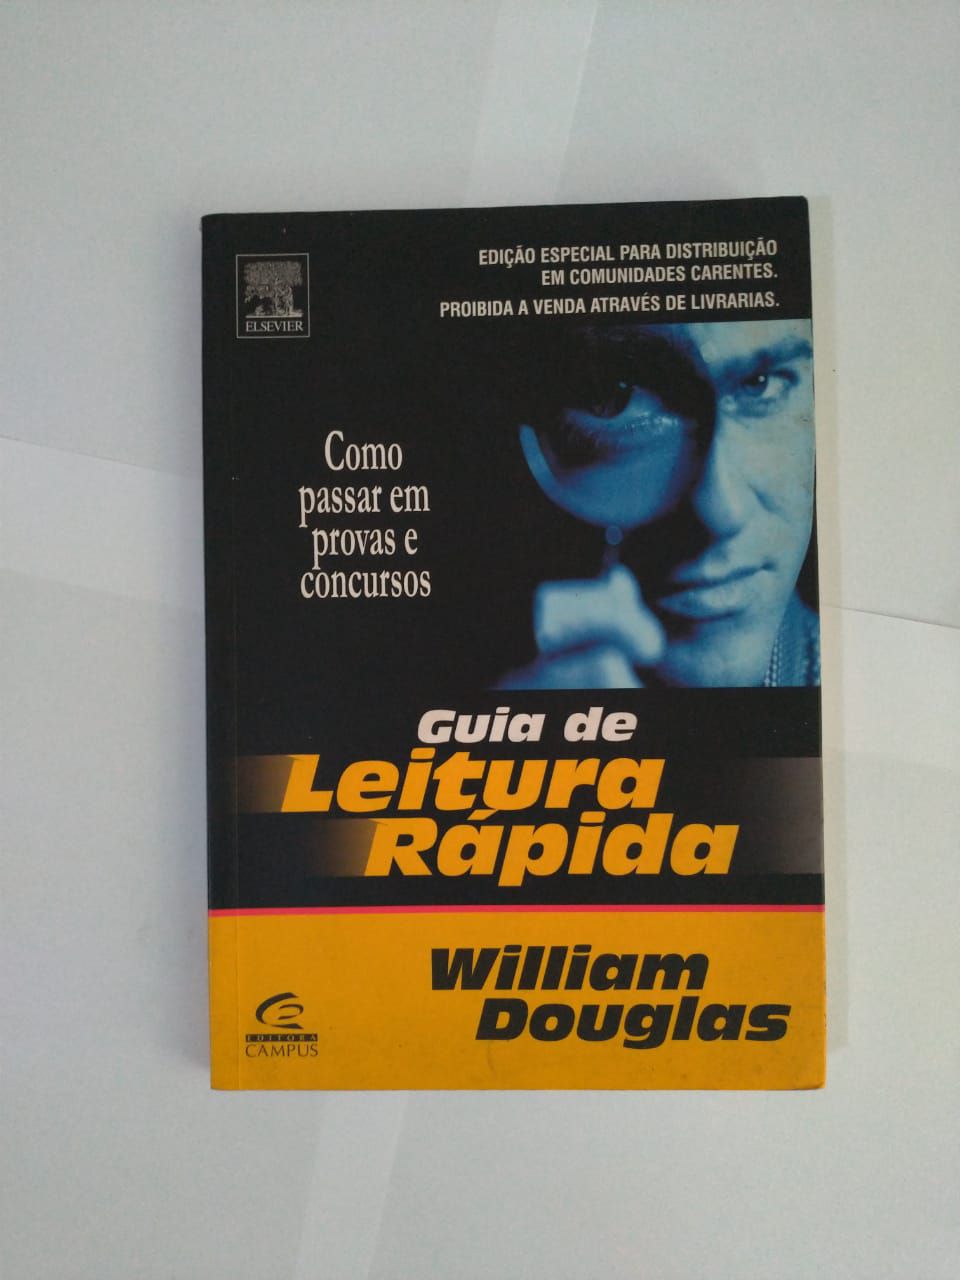 EDIÇÃO ESPECIAL PARA DISTRIBUIÇÃO
EM COMUNIDADES CARENTES.
PROIBIDA A VENDA ATRAVÉS DE LIVRARIAS.
ELSEVIER
Como
passar em
provas e
concursos
Guia de
Leitura
Rápida
William
Douglas
EDITORA
CAMPUS